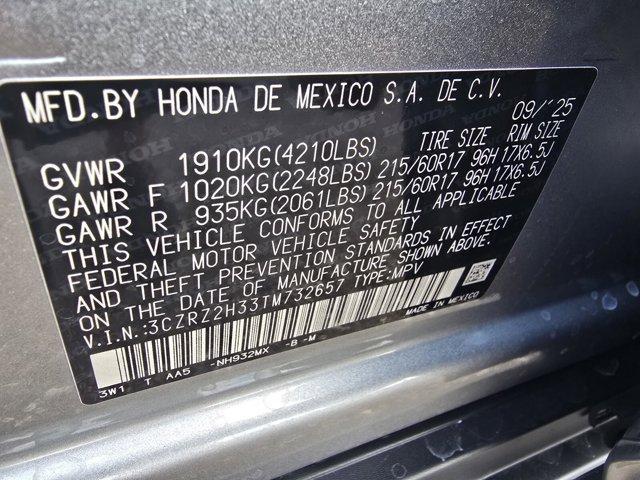 MFD.BY HONDA DE MEXICO S.A. DE C.V.
09/'25
TIRE SIZE RIM SIZE
GVWR 1910KG(4210LBS)
GAWR F 1020KG(2248LBS) 215/60R17 96H 17X6.5J
GAWR R 935KG(2061LBS) 215/60R17 96H 17X6.5J
THIS VEHICLE CONFORMS TO ALL APPLICABLE
FEDERAL MOTOR VEHICLE SAFETY
AND THEFT PREVENTION STANDARDS IN EFFECT
ON THE DATE OF MANUFACTURE SHOWN ABOVE.
V.I.N.:3CZRZ2H33TM732657 TYPE:MPV
MADE IN MEXICO
3W1 T AA5 -NH932MX -B -M